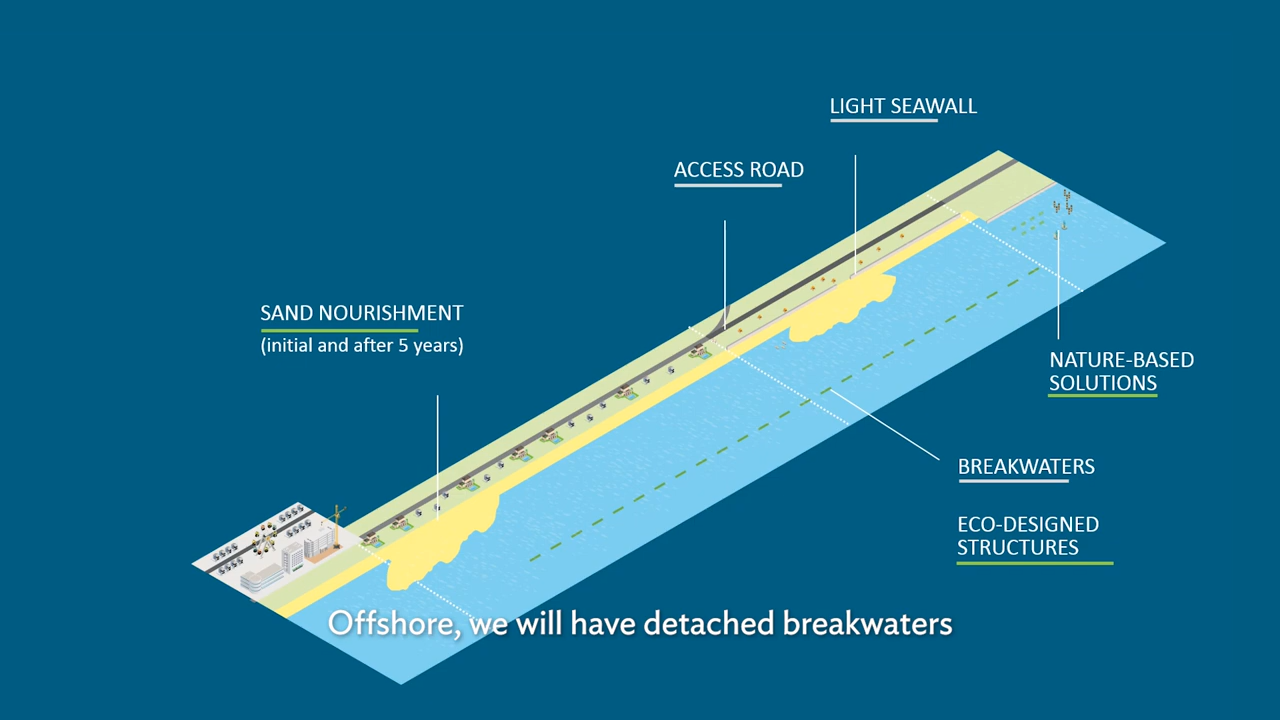 LIGHT SEAWALL
ACCESS ROAD
SAND NOURISHMENT
(initial and after 5 years)
NATURE-BASED
SOLUTIONS
BREAKWATERS
ECO-DESIGNED
STRUCTURES
Offshore, we will have detached breakwaters